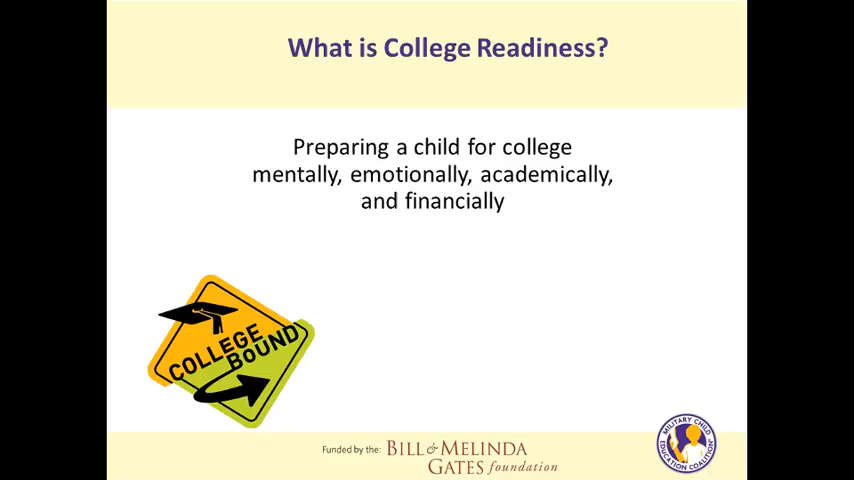 What is College Readiness?
Preparing a child for college
mentally, emotionally, academically,
and financially
COLLEGE
BOUND
Funded by the: BILL & MELINDA
GATES foundation
MILITARY CHILD
EDUCATION COALITION